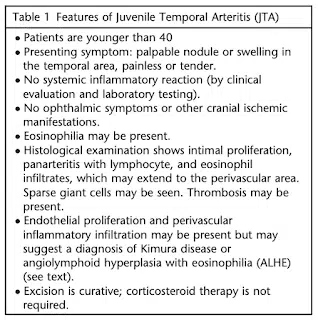 Table 1 Features of Juvenile Temporal Arteritis (JTA)
• Patients are younger than 40
• Presenting symptom: palpable nodule or swelling in
the temporal area, painless or tender.
• No systemic inflammatory reaction (by clinical
evaluation and laboratory testing).
• No ophthalmic symptoms or other cranial ischemic
manifestations.
• Eosinophilia may be present.
• Histological examination shows intimal proliferation,
panarteritis with lymphocyte, and eosinophil
infiltrates, which may extend to the perivascular area.
Sparse giant cells may be seen. Thrombosis may be
present.
• Endothelial proliferation and perivascular
inflammatory infiltration may be present but may
suggest a diagnosis of Kimura disease or
angiolymphoid hyperplasia with eosinophilia (ALHE)
(see text).
• Excision is curative; corticosteroid therapy is not
required.